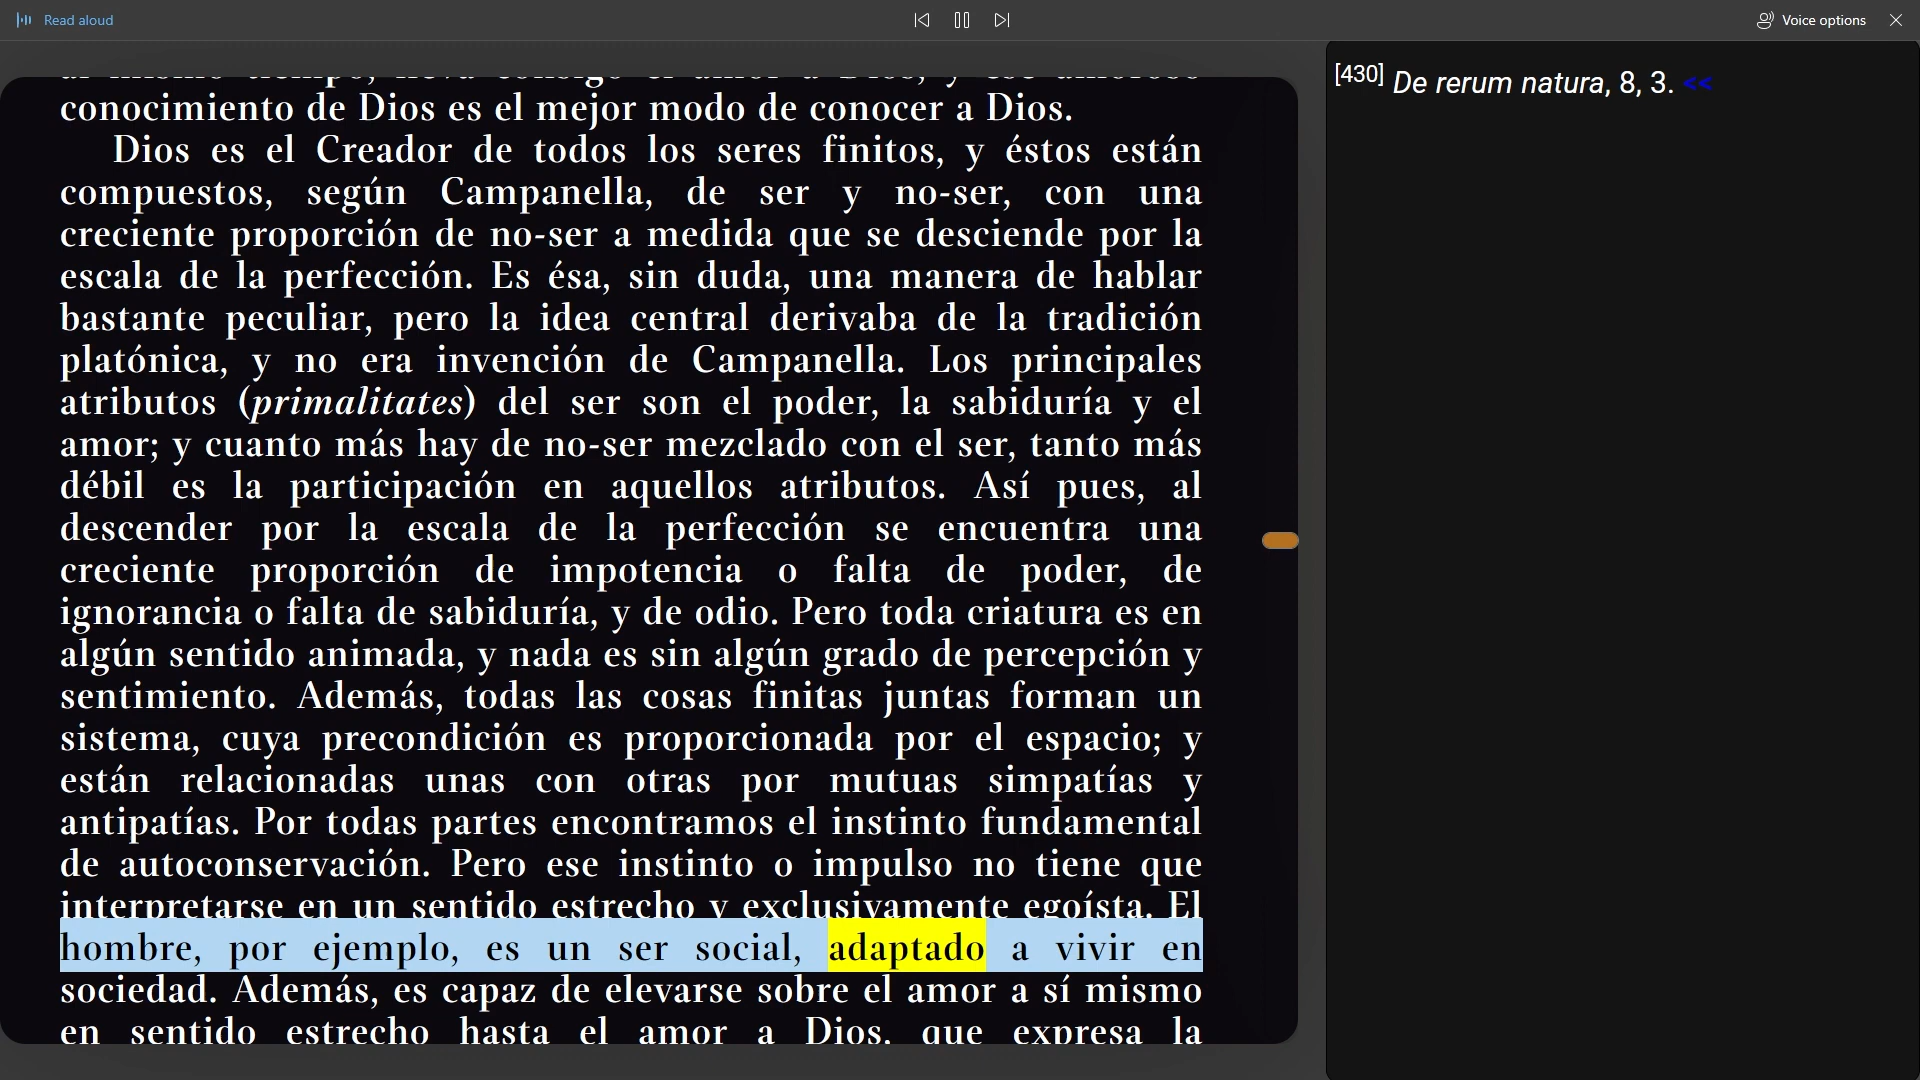 Read aloud
Voice options
al mismo tiempo, lleva consigo el amor a Dios, y ese amoroso
conocimiento de Dios es el mejor modo de conocer a Dios.
Dios es el Creador de todos los seres finitos, y éstos están
compuestos, según Campanella, de ser y no-ser, con una
creciente proporción de no-ser a medida que se desciende por la
escala de la perfección. Es ésa, sin duda, una manera de hablar
bastante peculiar, pero la idea central derivaba de la tradición
platónica, y no era invención de Campanella. Los principales
atributos (primalitates) del ser son el poder, la sabiduría y el
amor; y cuanto más hay de no-ser mezclado con el ser, tanto más
débil es la participación en aquellos atributos. Así pues, al
descender por la escala de la perfección se encuentra una
creciente proporción de impotencia o falta de poder, de
ignorancia o falta de sabiduría, y de odio. Pero toda criatura es en
algún sentido animada, y nada es sin algún grado de percepción y
sentimiento. Además, todas las cosas finitas juntas forman un
sistema, cuya precondición es proporcionada por el espacio; y
están relacionadas unas con otras por mutuas simpatías y
antipatías. Por todas partes encontramos el instinto fundamental
de autoconservación. Pero ese instinto o impulso no tiene que
interpretarse en un sentido estrecho y exclusivamente egoísta. El
hombre, por ejemplo, es un ser social, adaptado a vivir en
sociedad. Además, es capaz de elevarse sobre el amor a sí mismo
en sentido estrecho hasta el amor a Dios, que expresa la
[430] De rerum natura, 8, 3. <<